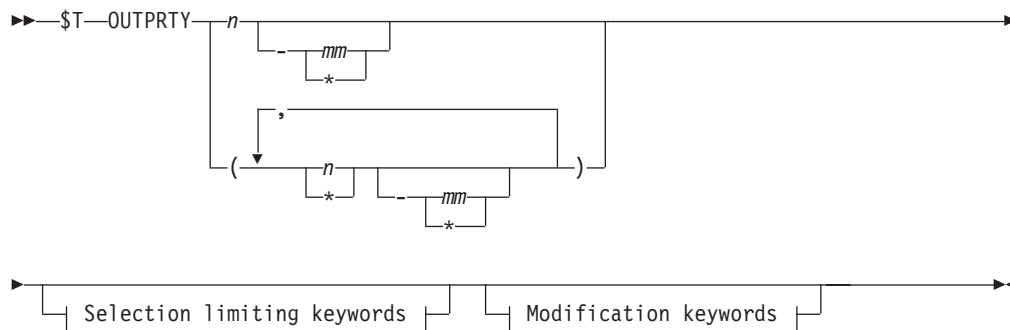 $T OUTPRTY n
- mm
*
,
( n - mm )
* *
Selection limiting keywords Modification keywords